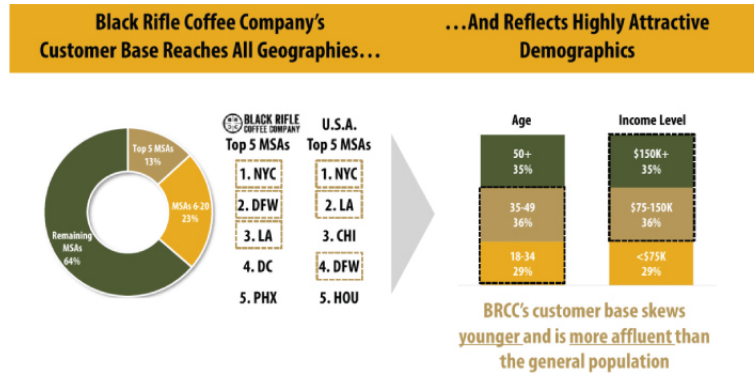 Black Rifle Coffee Company's
Customer Base Reaches All Geographies...
...And Reflects Highly Attractive
Demographics
Top 5 MSAs
13%
MSAs 6-20
23%
Remaining
MSAs
64%
BLACK RIFLE
COFFEE COMPANY
Top 5 MSAs
1. NYC
2. DFW
3. LA
4. DC
5. PHX
U.S.A.
Top 5 MSAs
1. NYC
2. LA
3. CHI
4. DFW
5. HOU
Age
50+
35%
35-49
36%
18-34
29%
Income Level
$150K+
35%
$75-150K
36%
<$75K
29%
BRCC's customer base skews
younger and is more affluent than
the general population